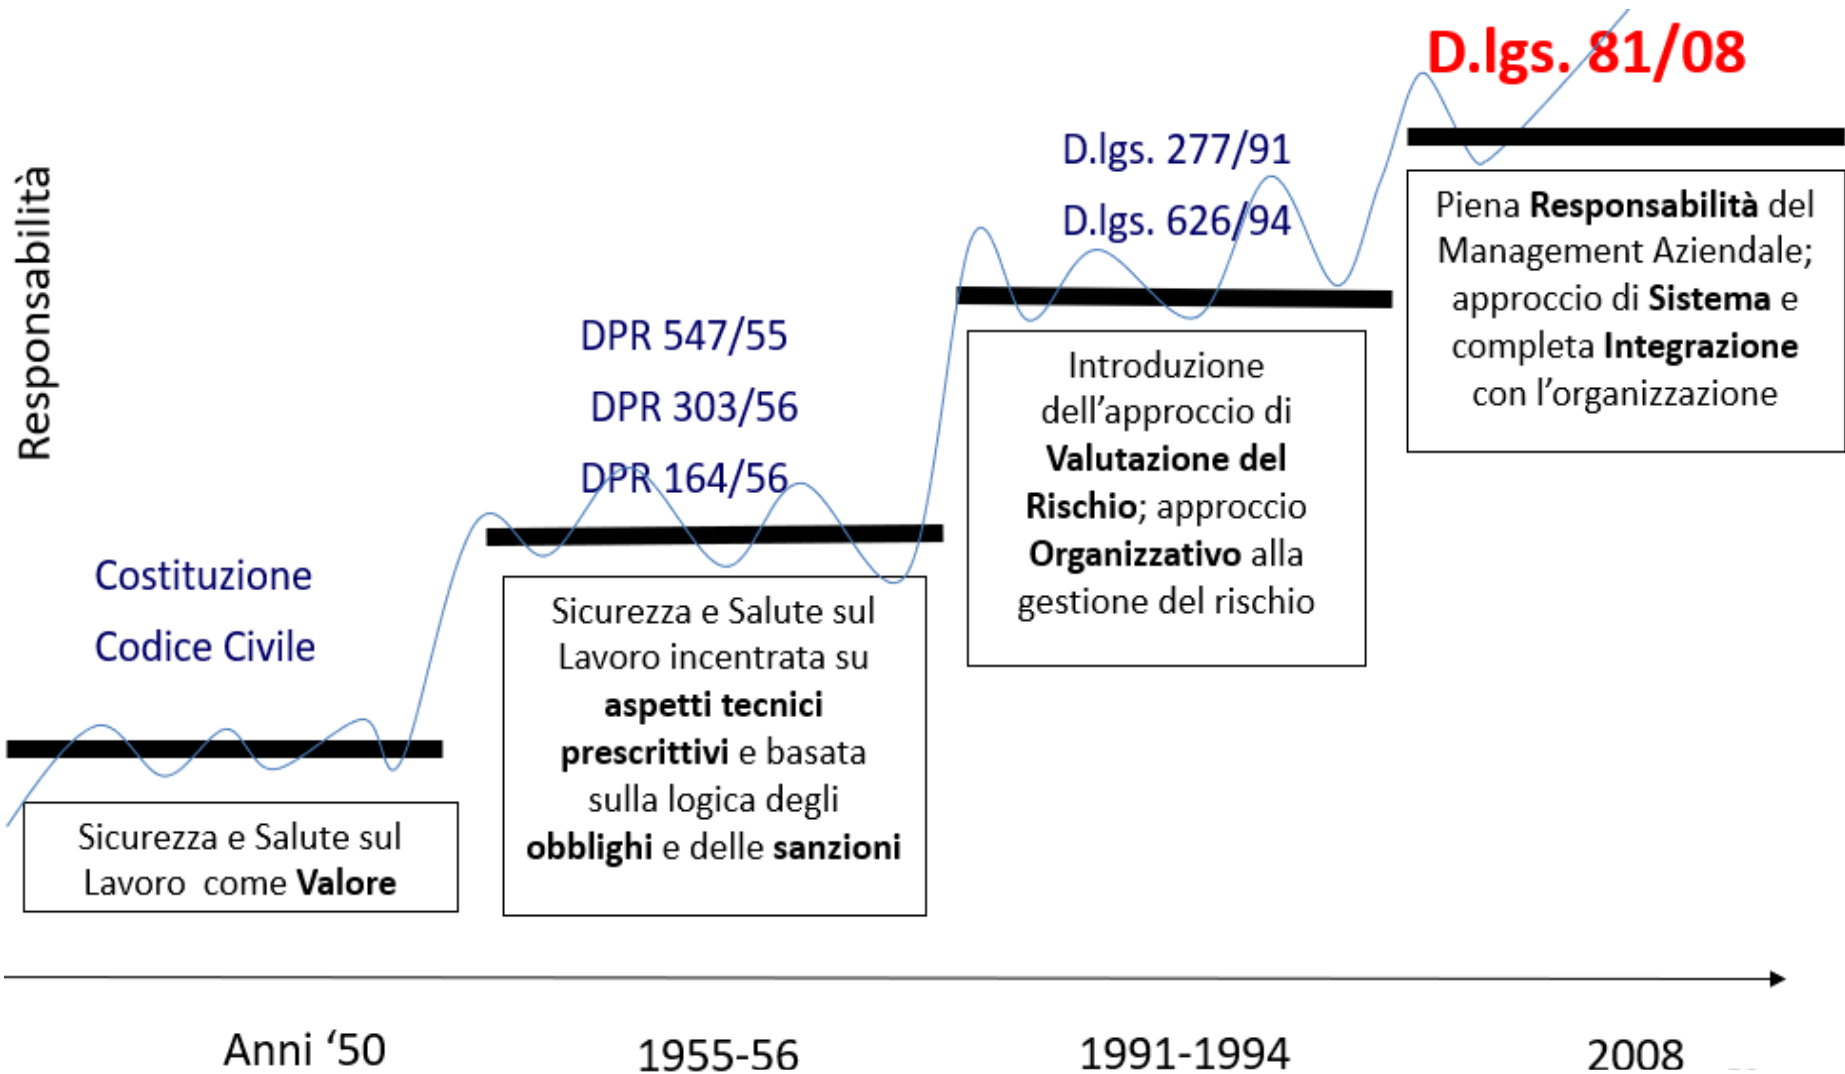 Responsabilità
Costituzione
Codice Civile
Sicurezza e Salute sul
Lavoro come Valore
DPR 547/55
DPR 303/56
DPR 164/56
Sicurezza e Salute sul
Lavoro incentrata su
aspetti tecnici
prescrittivi e basata
sulla logica degli
obblighi e delle sanzioni
D.lgs. 277/91
D.lgs. 626/94
Introduzione
dell’approccio di
Valutazione del
Rischio; approccio
Organizzativo alla
gestione del rischio
D.lgs. 81/08
Piena Responsabilità del
Management Aziendale;
approccio di Sistema e
completa Integrazione
con l’organizzazione
Anni ‘50
1955-56
1991-1994
2008